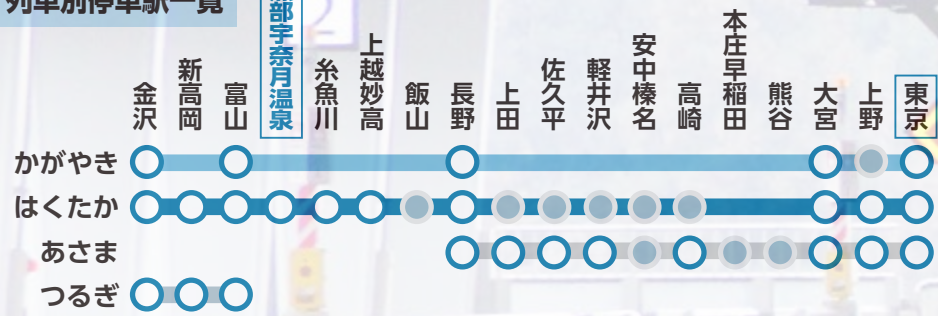 列車別停車駅一覧
金沢
新高岡
富山
部宇奈月温泉
糸魚川
上越妙高
飯山
長野
上田
佐久平
軽井沢
安中榛名
高崎
本庄早稲田
熊谷
大宮
上野
東京
かがやき
はくたか
あさま
つるぎ